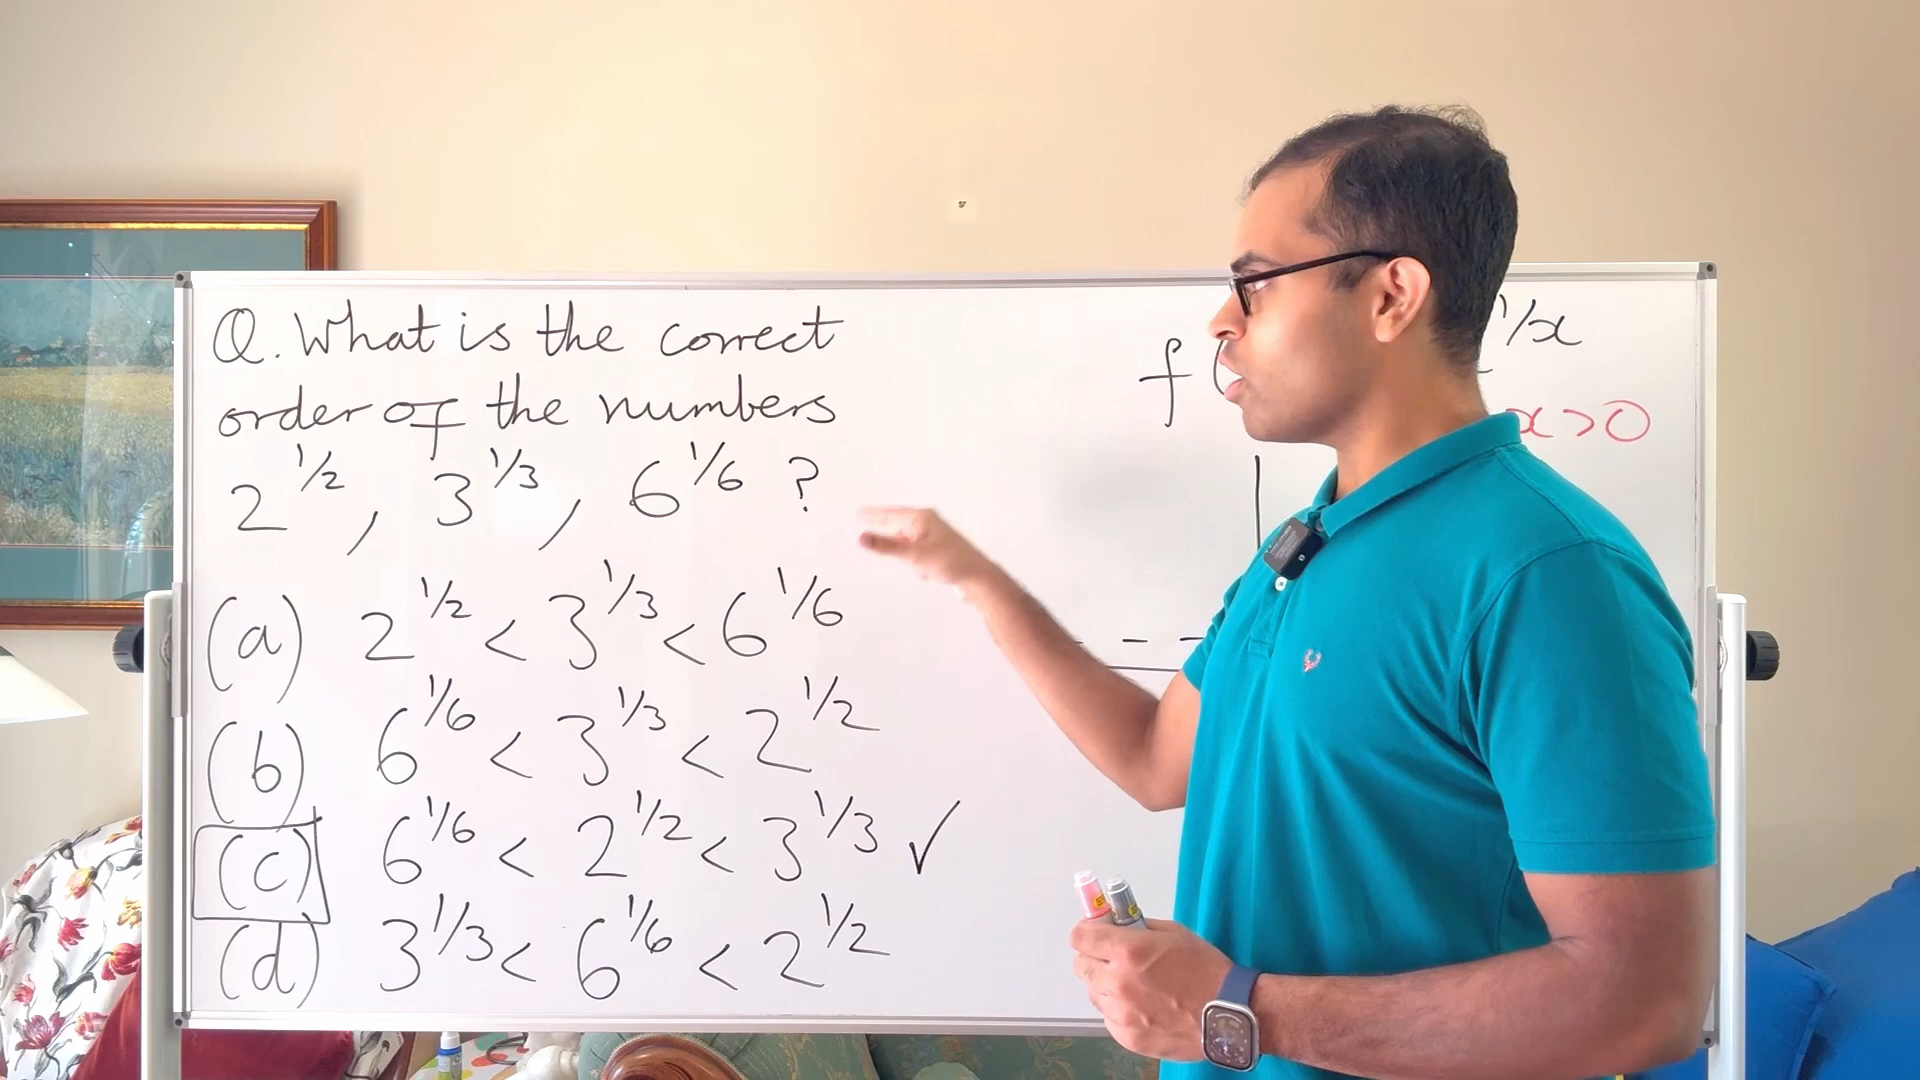 Q. What is the correct
order of the numbers
2^1/2, 3^1/3, 6^1/6 ?
(a) 2^1/2 < 3^1/3 < 6^1/6
(b) 6^1/6 < 3^1/3 < 2^1/2
(c) 6^1/6 < 2^1/2 < 3^1/3 ✓
(d) 3^1/3 < 6^1/6 < 2^1/2
f(
1/x
x>0